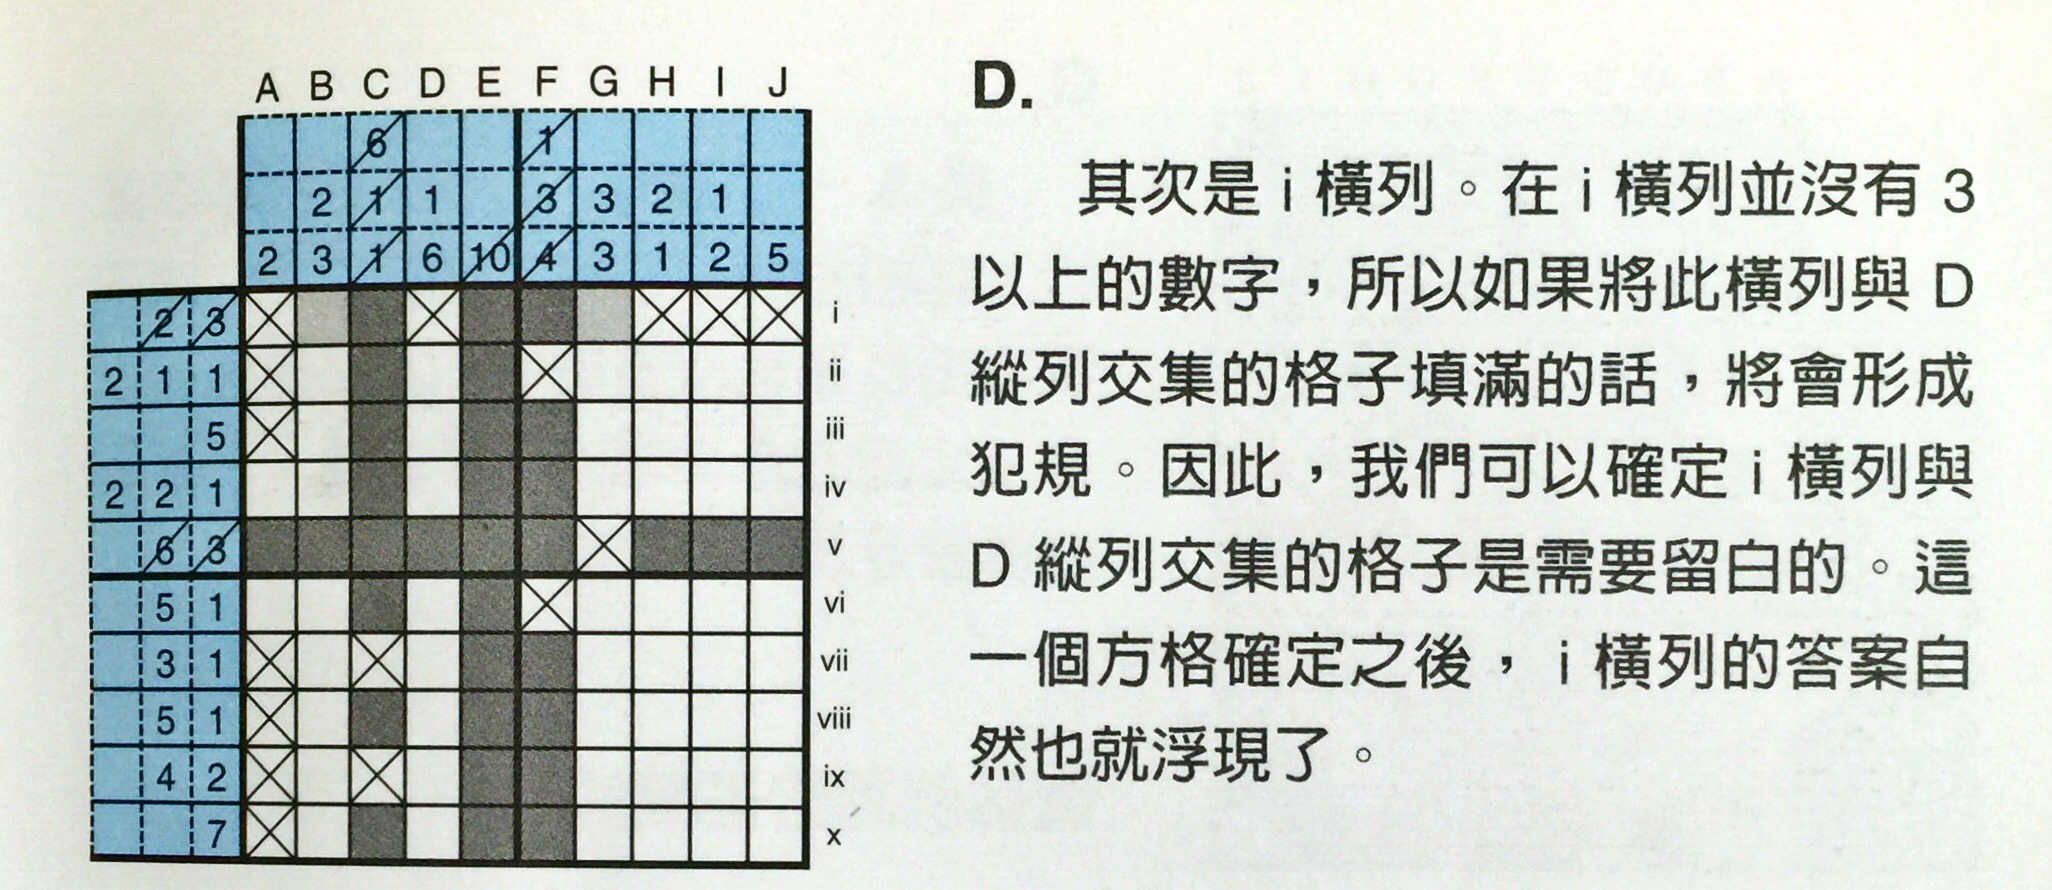 A B C D E F G H I J
6 1
2 1 1 3 3 2 1
2 3 1 6 10 4 3 1 2 5
2 3 i
2 1 1 ii
5 iii
2 2 1 iv
6 3 v
5 1 vi
3 1 vii
5 1 viii
4 2 ix
7 x
D.
其次是 i 橫列。在 i 橫列並沒有 3
以上的數字，所以如果將此橫列與 D
縱列交集的格子填滿的話，將會形成
犯規。因此，我們可以確定 i 橫列與
D 縱列交集的格子是需要留白的。這
一個方格確定之後，i 橫列的答案自
然也就浮現了。